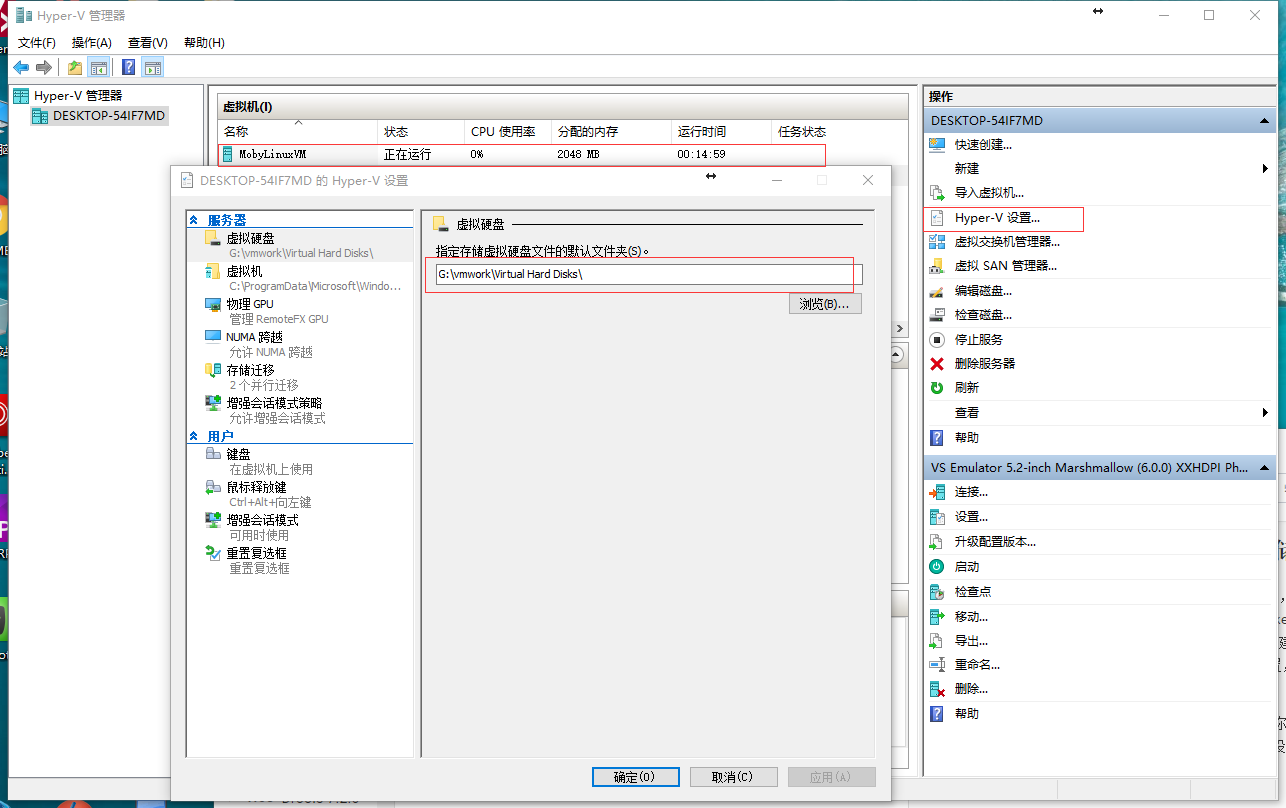 Hyper-V 管理器
文件(F) 操作(A) 查看(V) 帮助(H)
Hyper-V 管理器
DESKTOP-54IF7MD
虚拟机(I)
名称 状态 CPU 使用率 分配的内存 运行时间 任务状态
MobyLinuxVM 正在运行 0% 2048 MB 00:14:59
DESKTOP-54IF7MD 的 Hyper-V 设置
服务器
虚拟硬盘
G:\vmwork\Virtual Hard Disks\
虚拟机
C:\ProgramData\Microsoft\Windo...
物理 GPU
管理 RemoteFX GPU
NUMA 跨越
允许 NUMA 跨越
存储迁移
2 个并行迁移
增强会话模式策略
允许增强会话模式
用户
键盘
在虚拟机上使用
鼠标释放键
Ctrl+Alt+向左键
增强会话模式
可用时使用
重置复选框
重置复选框
虚拟硬盘
指定存储虚拟硬盘文件的默认文件夹(S)。
G:\vmwork\Virtual Hard Disks\
浏览(B)...
确定(O) 取消(C) 应用(A)
操作
DESKTOP-54IF7MD
快速创建...
新建
导入虚拟机...
Hyper-V 设置...
虚拟交换机管理器...
虚拟 SAN 管理器...
编辑磁盘...
检查磁盘...
停止服务
删除服务器
刷新
查看
帮助
VS Emulator 5.2-inch Marshmallow (6.0.0) XXHDPI Ph...
连接...
设置...
升级配置版本...
启动
检查点
移动...
导出...
重命名...
删除...
帮助